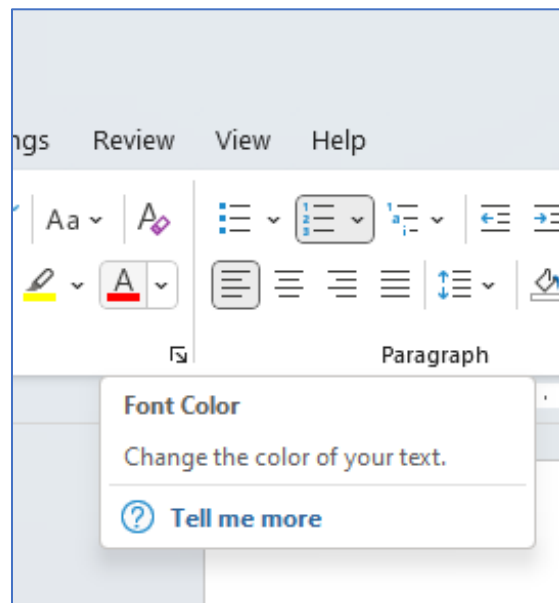 ngs Review View Help
Aa A
A
Paragraph
Font Color
Change the color of your text.
Tell me more